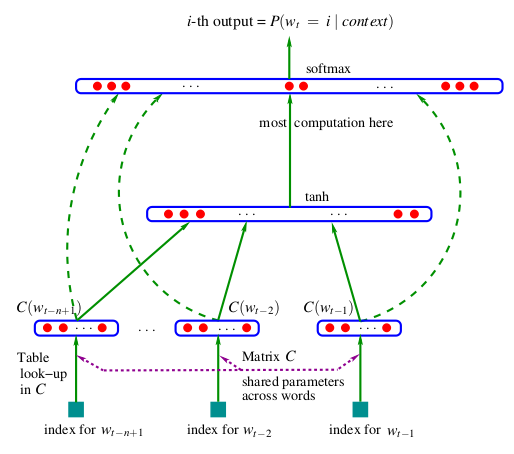 i-th output = P(w_t = i | context)
softmax
. . .
. . .
most computation here
tanh
. . .
. . .
C(w_{t−n+1})
C(w_{t−2})
C(w_{t−1})
. . .
. . .
. . .
. . .
Table
look−up
in C
Matrix C
shared parameters
across words
index for w_{t−n+1}
index for w_{t−2}
index for w_{t−1}